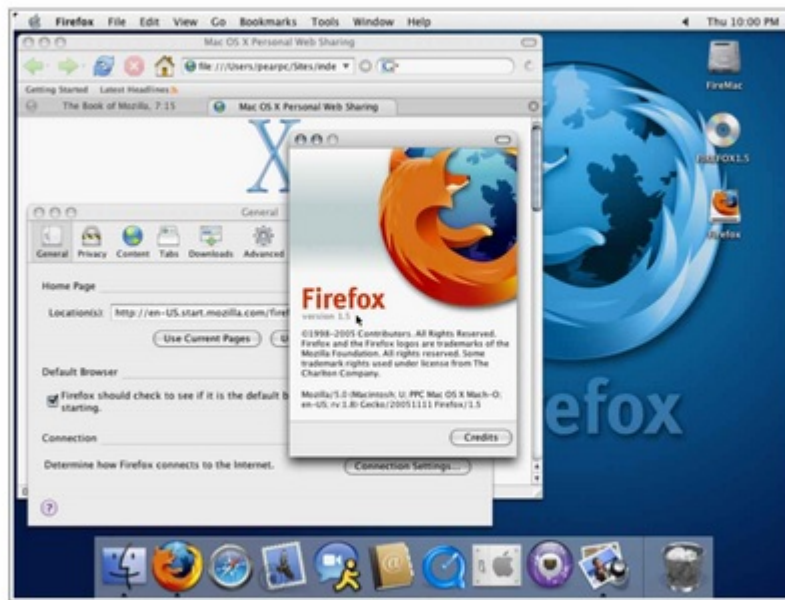 Firefox File Edit View Go Bookmarks Tools Window Help
Thu 10:00 PM
Mac OS X Personal Web Sharing
file:///Users/pearpc/Sites/inde
Getting Started Latest Headlines
The Book of Mozilla, 7:15
Mac OS X Personal Web Sharing
X
FireMac
FIREFOX1.5
Firefox
General
General Privacy Content Tabs Downloads Advanced
Home Page
Location(s): http://en-US.start.mozilla.com/firef
Use Current Pages
Default Browser
Firefox should check to see if it is the default b
starting.
Connection
Determine how Firefox connects to the Internet.
Connection Settings...
Firefox
version 1.5
©1998-2005 Contributors. All Rights Reserved.
Firefox and the Firefox logos are trademarks of the
Mozilla Foundation. All rights reserved. Some
trademark rights used under license from The
Charlton Company.
Mozilla/5.0 (Macintosh; U; PPC Mac OS X Mach-O;
en-US; rv:1.8) Gecko/20051111 Firefox/1.5
Credits
efox